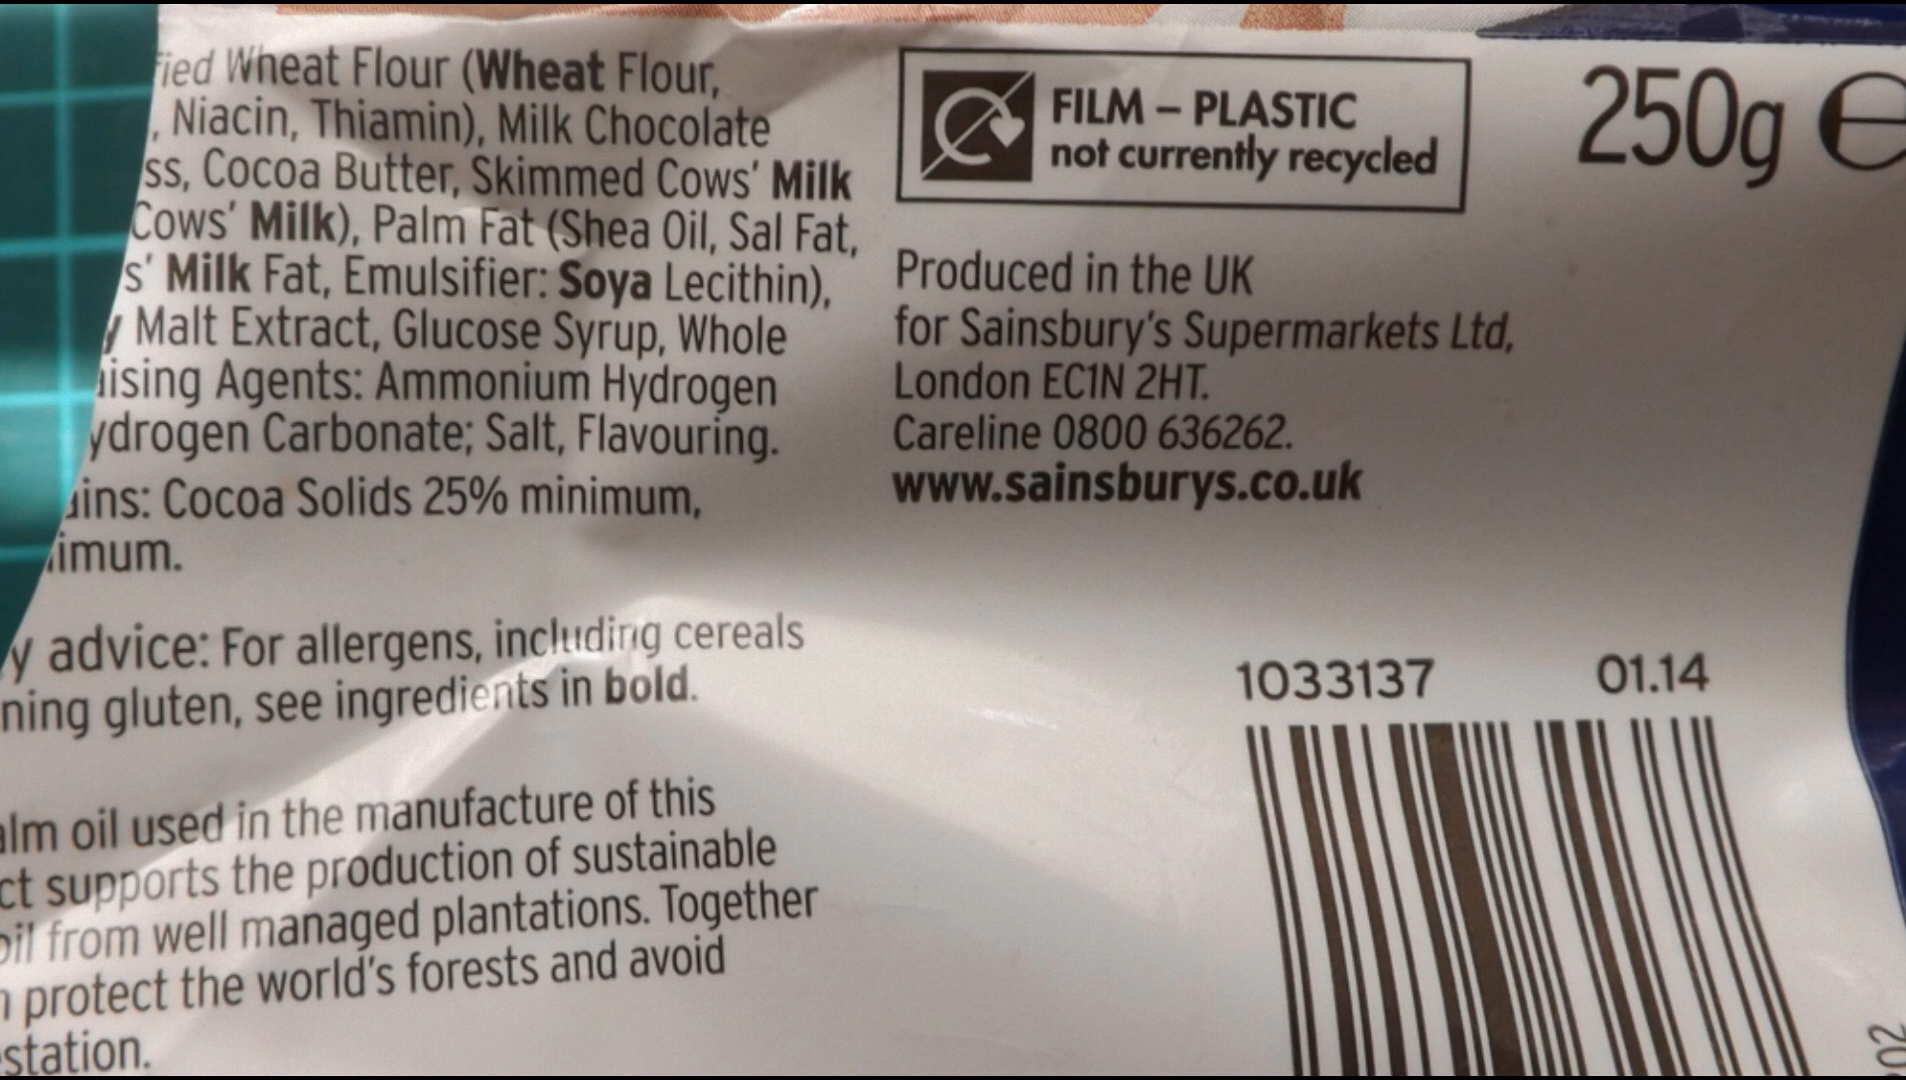 fied Wheat Flour (Wheat Flour,
, Niacin, Thiamin), Milk Chocolate
ss, Cocoa Butter, Skimmed Cows' Milk
Cows' Milk), Palm Fat (Shea Oil, Sal Fat,
s' Milk Fat, Emulsifier: Soya Lecithin),
y Malt Extract, Glucose Syrup, Whole
aising Agents: Ammonium Hydrogen
ydrogen Carbonate; Salt, Flavouring.
ains: Cocoa Solids 25% minimum,
imum.
y advice: For allergens, including cereals
ning gluten, see ingredients in bold.
alm oil used in the manufacture of this
ct supports the production of sustainable
oil from well managed plantations. Together
n protect the world's forests and avoid
estation.
FILM – PLASTIC
not currently recycled
250g e
Produced in the UK
for Sainsbury's Supermarkets Ltd,
London EC1N 2HT.
Careline 0800 636262.
www.sainsburys.co.uk
1033137 01.14